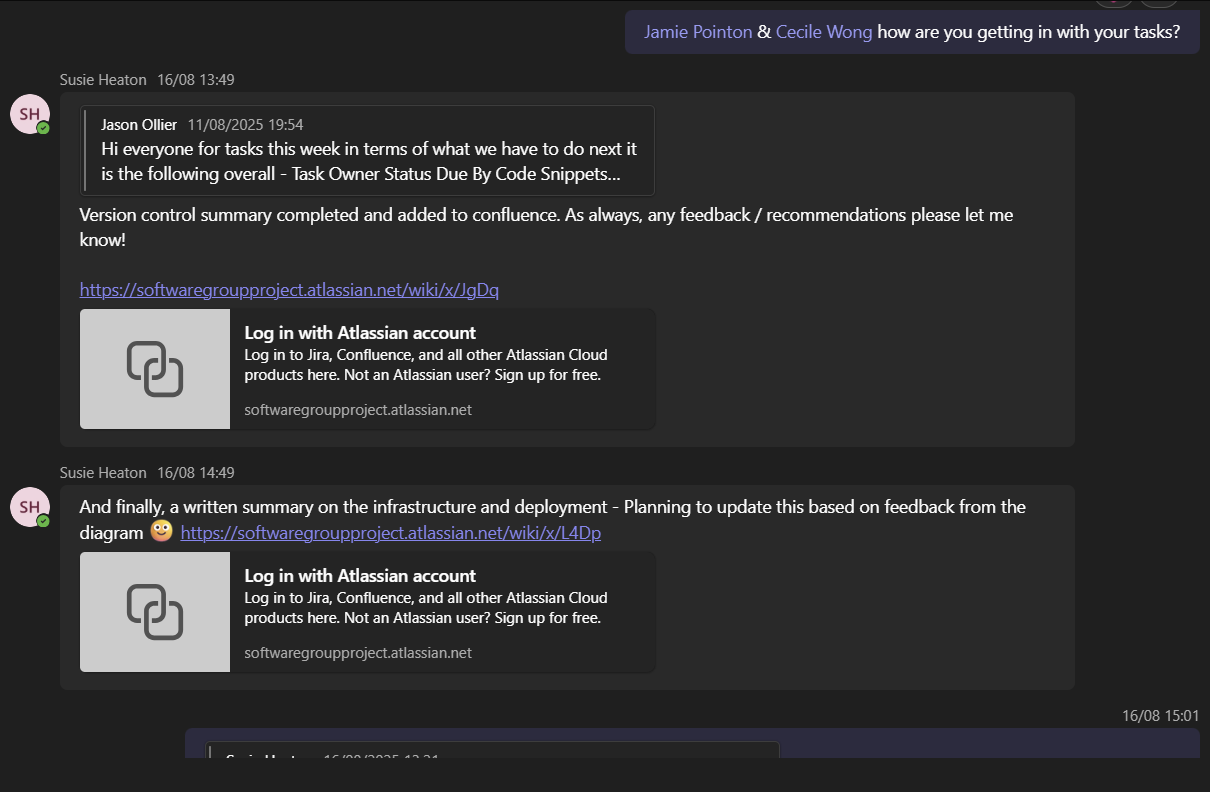 Jamie Pointon & Cecile Wong how are you getting in with your tasks?
Susie Heaton 16/08 13:49
SH
Jason Ollier 11/08/2025 19:54
Hi everyone for tasks this week in terms of what we have to do next it
is the following overall - Task Owner Status Due By Code Snippets...
Version control summary completed and added to confluence. As always, any feedback / recommendations please let me
know!
https://softwaregroupproject.atlassian.net/wiki/x/JgDq
Log in with Atlassian account
Log in to Jira, Confluence, and all other Atlassian Cloud
products here. Not an Atlassian user? Sign up for free.
softwaregroupproject.atlassian.net
Susie Heaton 16/08 14:49
SH
And finally, a written summary on the infrastructure and deployment - Planning to update this based on feedback from the
diagram https://softwaregroupproject.atlassian.net/wiki/x/L4Dp
Log in with Atlassian account
Log in to Jira, Confluence, and all other Atlassian Cloud
products here. Not an Atlassian user? Sign up for free.
softwaregroupproject.atlassian.net
16/08 15:01